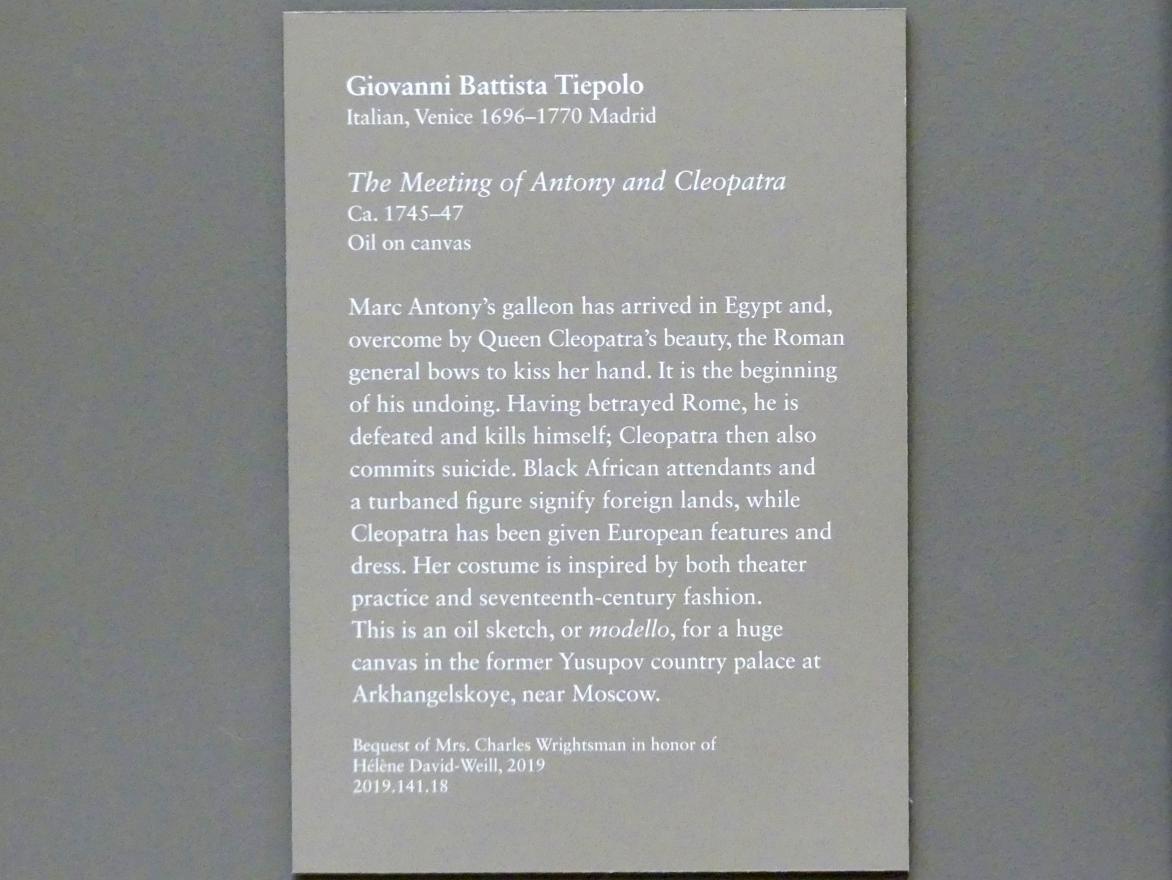 Giovanni Battista Tiepolo
Italian, Venice 1696–1770 Madrid
The Meeting of Antony and Cleopatra
Ca. 1745–47
Oil on canvas
Marc Antony's galleon has arrived in Egypt and,
overcome by Queen Cleopatra's beauty, the Roman
general bows to kiss her hand. It is the beginning
of his undoing. Having betrayed Rome, he is
defeated and kills himself; Cleopatra then also
commits suicide. Black African attendants and
a turbaned figure signify foreign lands, while
Cleopatra has been given European features and
dress. Her costume is inspired by both theater
practice and seventeenth-century fashion.
This is an oil sketch, or modello, for a huge
canvas in the former Yusupov country palace at
Arkhangelskoye, near Moscow.
Bequest of Mrs. Charles Wrightsman in honor of
Hélène David-Weill, 2019
2019.141.18